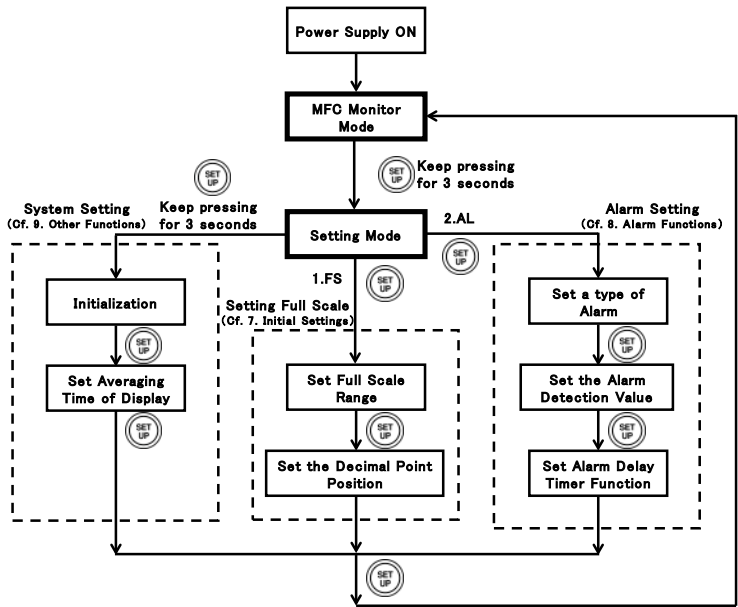 Power Supply ON
MFC Monitor
Mode
SET
UP
Keep pressing
for 3 seconds
SET
UP
Keep pressing
for 3 seconds
System Setting
(Cf. 9. Other Functions)
Setting Mode
2.AL
SET
UP
Alarm Setting
(Cf. 8. Alarm Functions)
1.FS
SET
UP
Setting Full Scale
(Cf. 7. Initial Settings)
Initialization
SET
UP
Set Averaging
Time of Display
SET
UP
Set Full Scale
Range
SET
UP
Set the Decimal Point
Position
Set a type of
Alarm
SET
UP
Set the Alarm
Detection Value
SET
UP
Set Alarm Delay
Timer Function
SET
UP